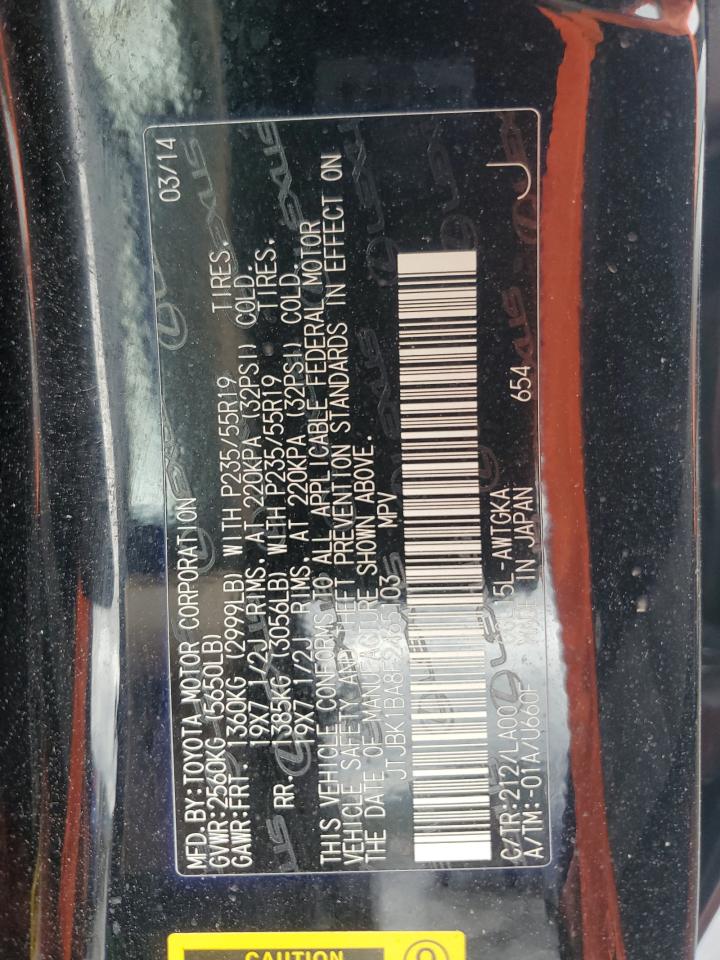 MFD.BY:TOYOTA MOTOR CORPORATION 03/14
GVWR:2560KG (5650LB)
GAWR:FRT. 1360KG (2999LB) WITH P235/55R19 TIRES.
19X7 1/2J RIMS. AT 220KPA (32PSI) COLD.
RR. 1385KG (3056LB) WITH P235/55R19 TIRES.
19X7 1/2J RIMS. AT 220KPA (32PSI) COLD.
THIS VEHICLE CONFORMS TO ALL APPLICABLE FEDERAL MOTOR
VEHICLE SAFETY AND THEFT PREVENTION STANDARDS IN EFFECT ON
THE DATE OF MANUFACTURE SHOWN ABOVE.
MPV
C/TR:212/LA00 5L-AWTGKA 654
A/TM:-01A/U660F MADE IN JAPAN J
CAUTION